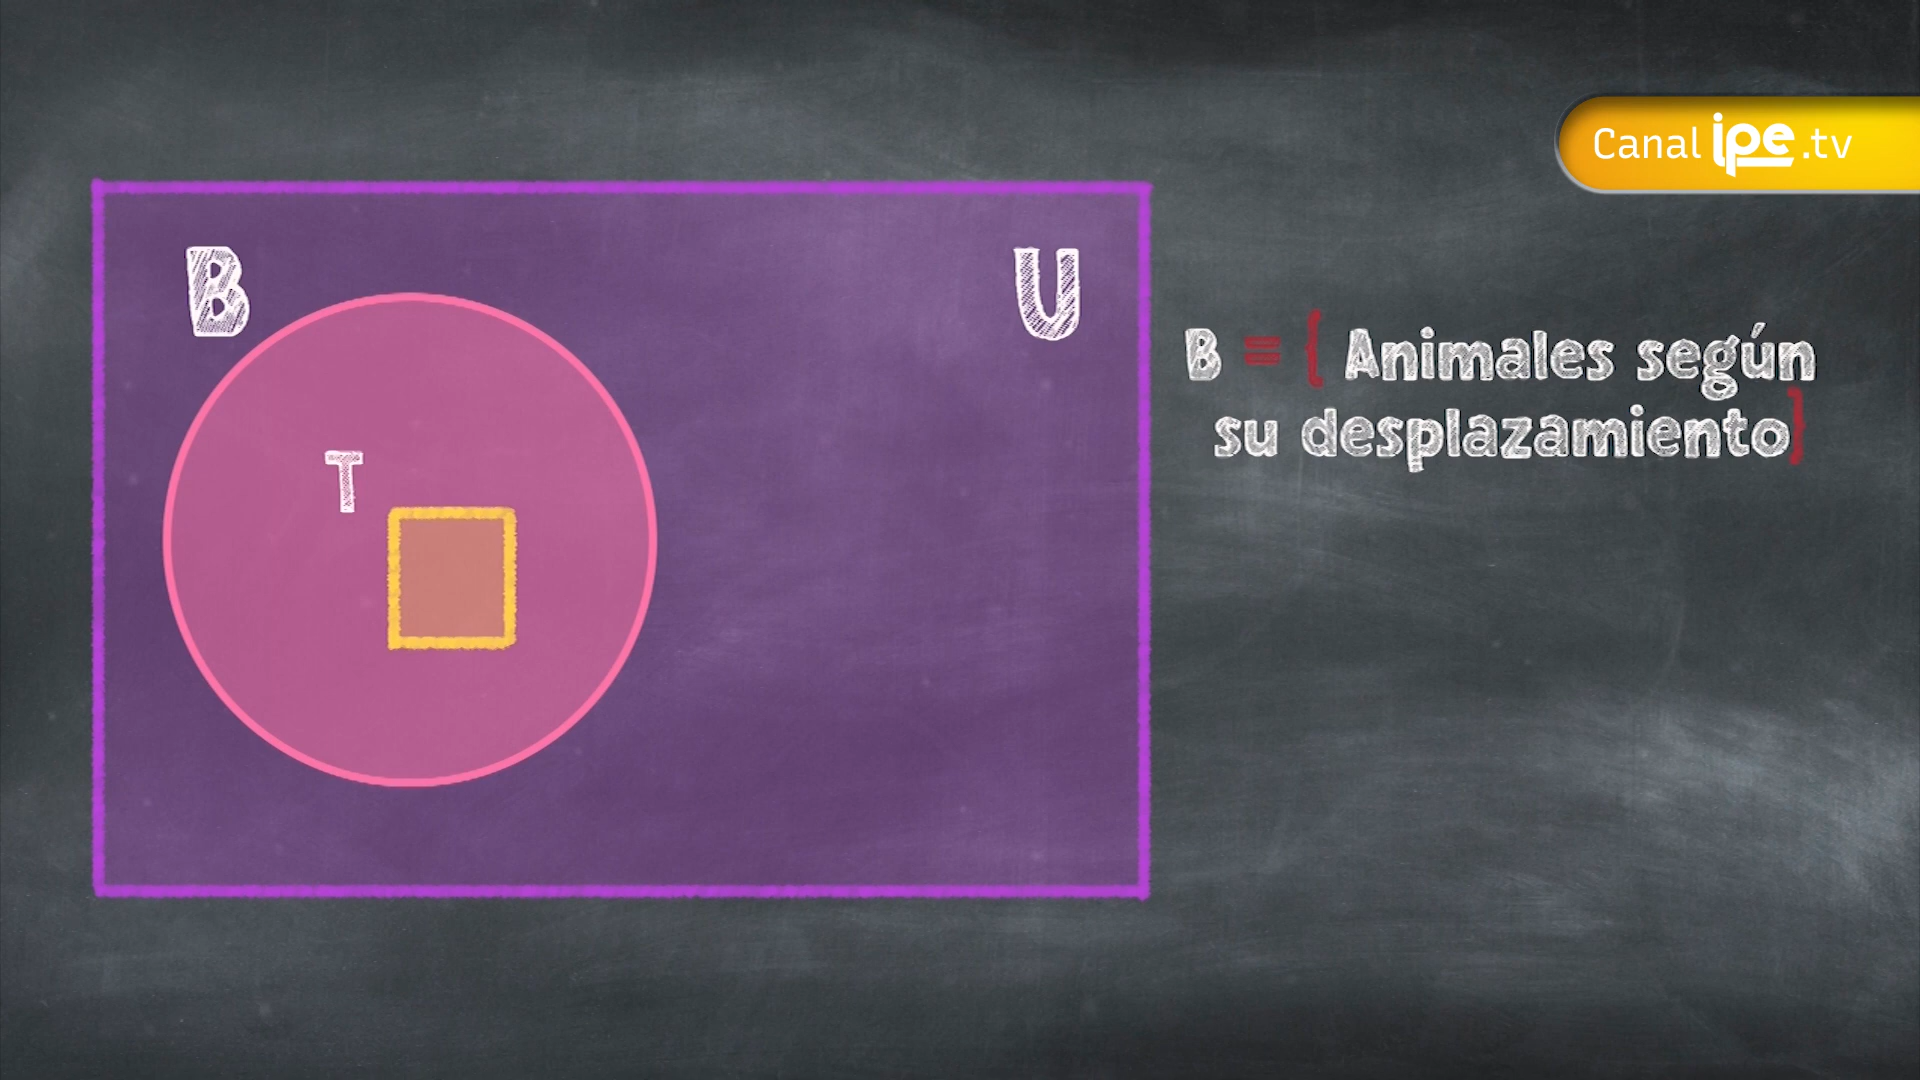 Canal ipe.tv
B U
B = { Animales según
su desplazamiento}
T